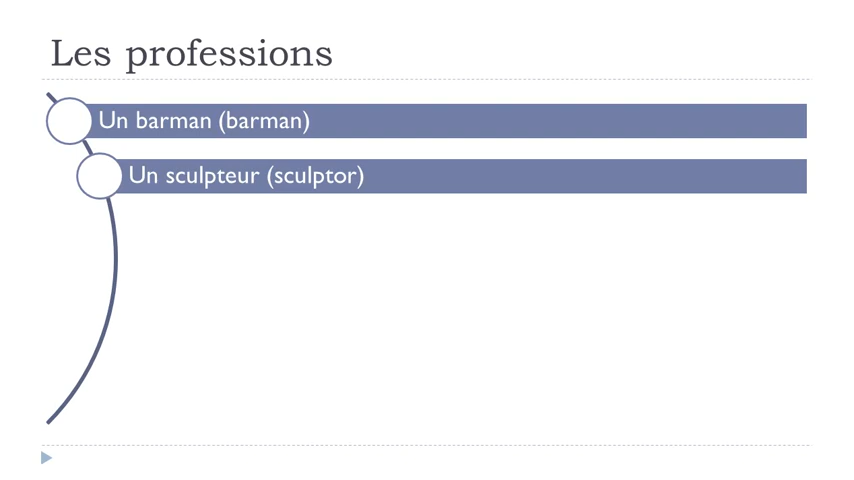 Les professions
Un barman (barman)
Un sculpteur (sculptor)